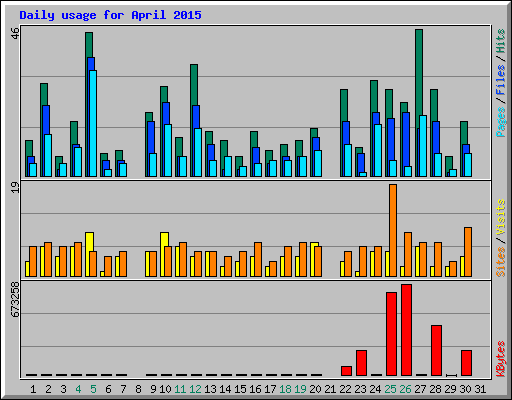 Daily usage for April 2015
46
Pages / Files / Hits
19
Sites / Visits
673258
KBytes
1 2 3 4 5 6 7 8 9 10 11 12 13 14 15 16 17 18 19 20 21 22 23 24 25 26 27 28 29 30 31